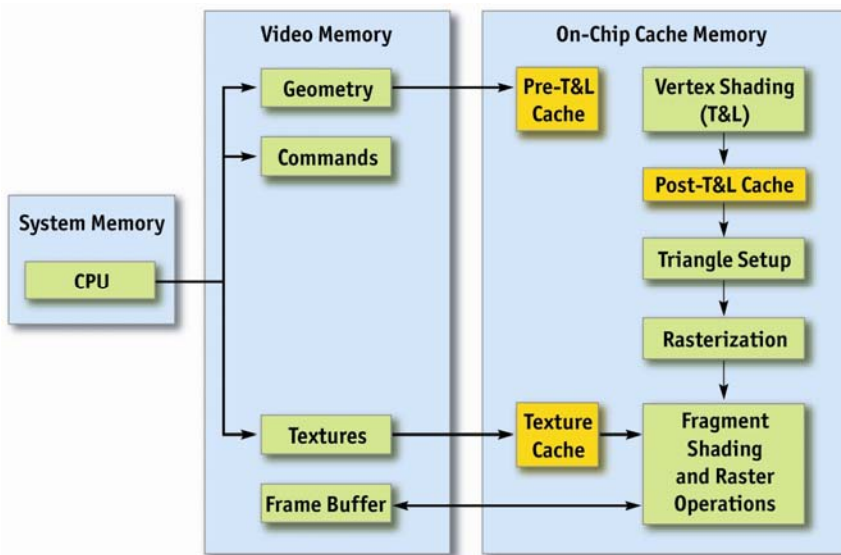 Video Memory
On-Chip Cache Memory
Geometry
Pre-T&L
Cache
Vertex Shading
(T&L)
Commands
Post-T&L Cache
System Memory
CPU
Triangle Setup
Rasterization
Textures
Texture
Cache
Fragment
Shading
and Raster
Operations
Frame Buffer